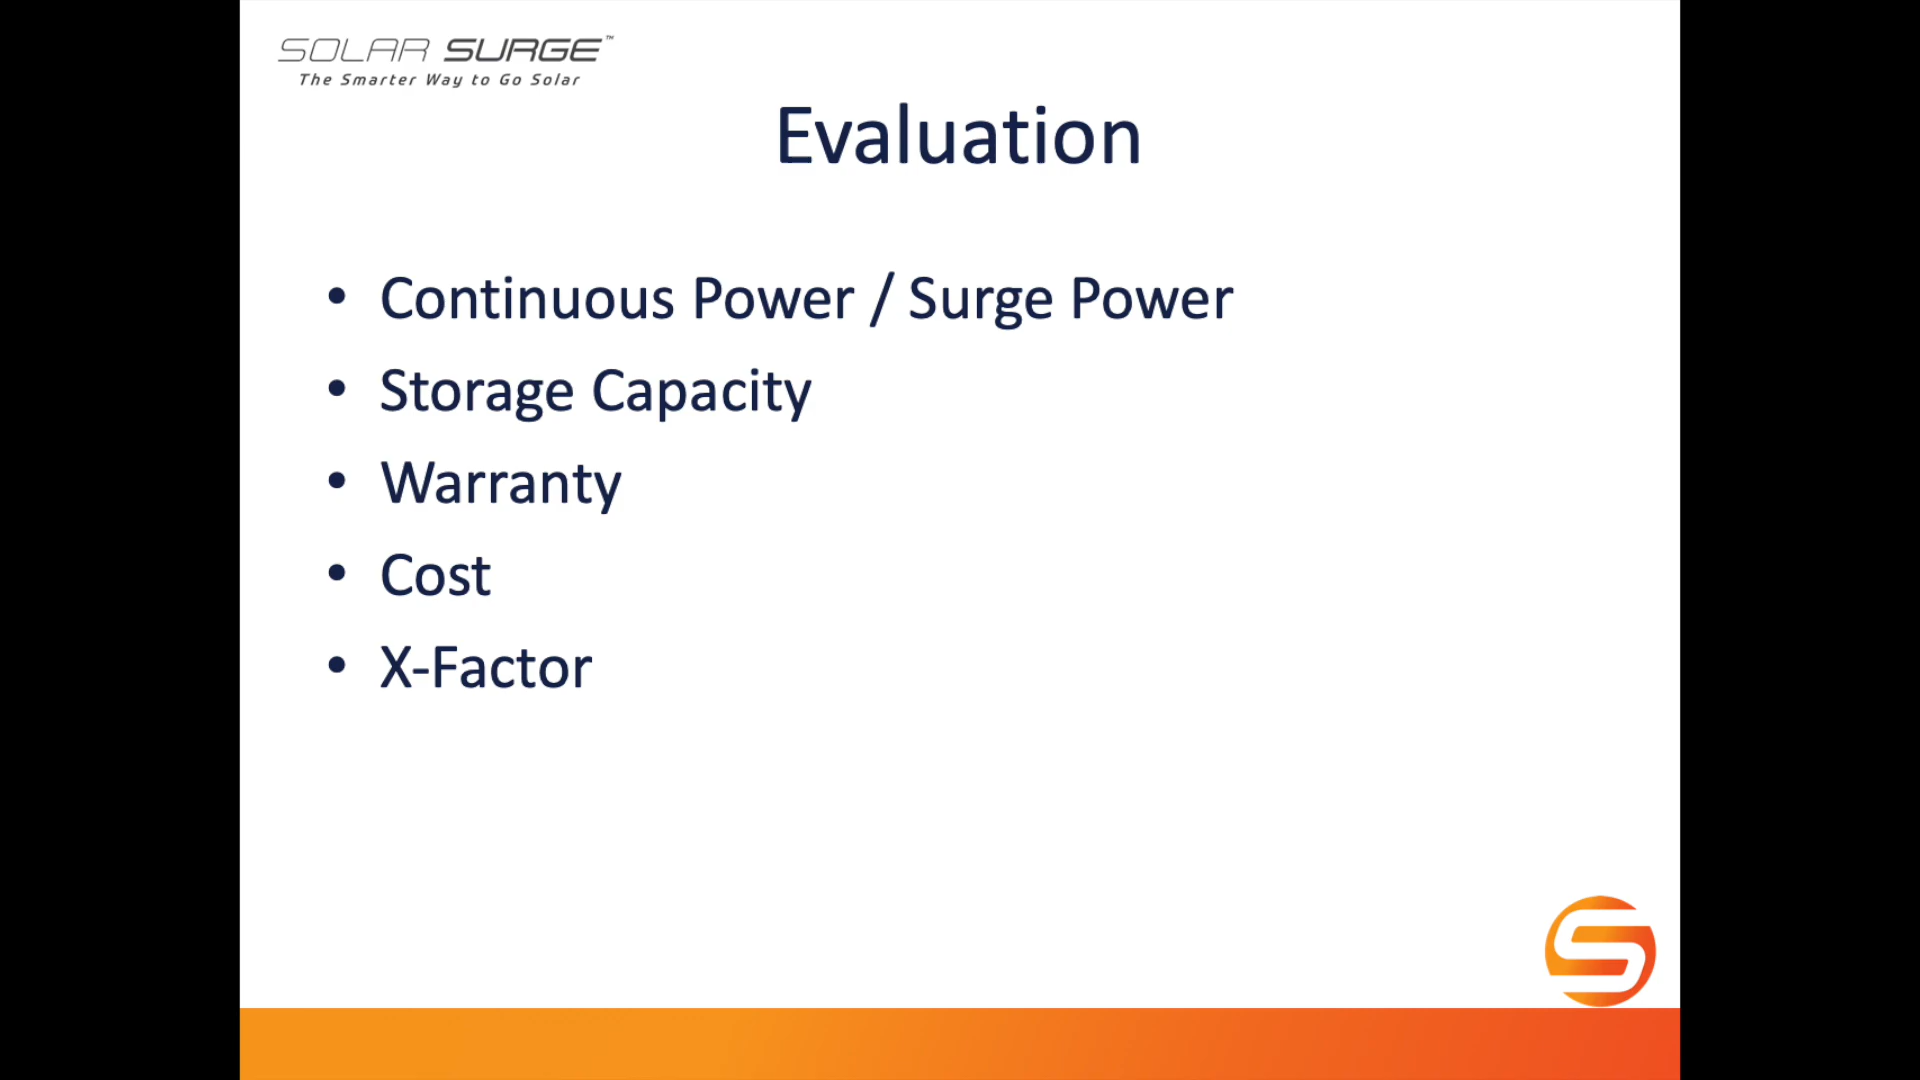 SOLAR SURGE™
The Smarter Way to Go Solar
Evaluation
• Continuous Power / Surge Power
• Storage Capacity
• Warranty
• Cost
• X-Factor